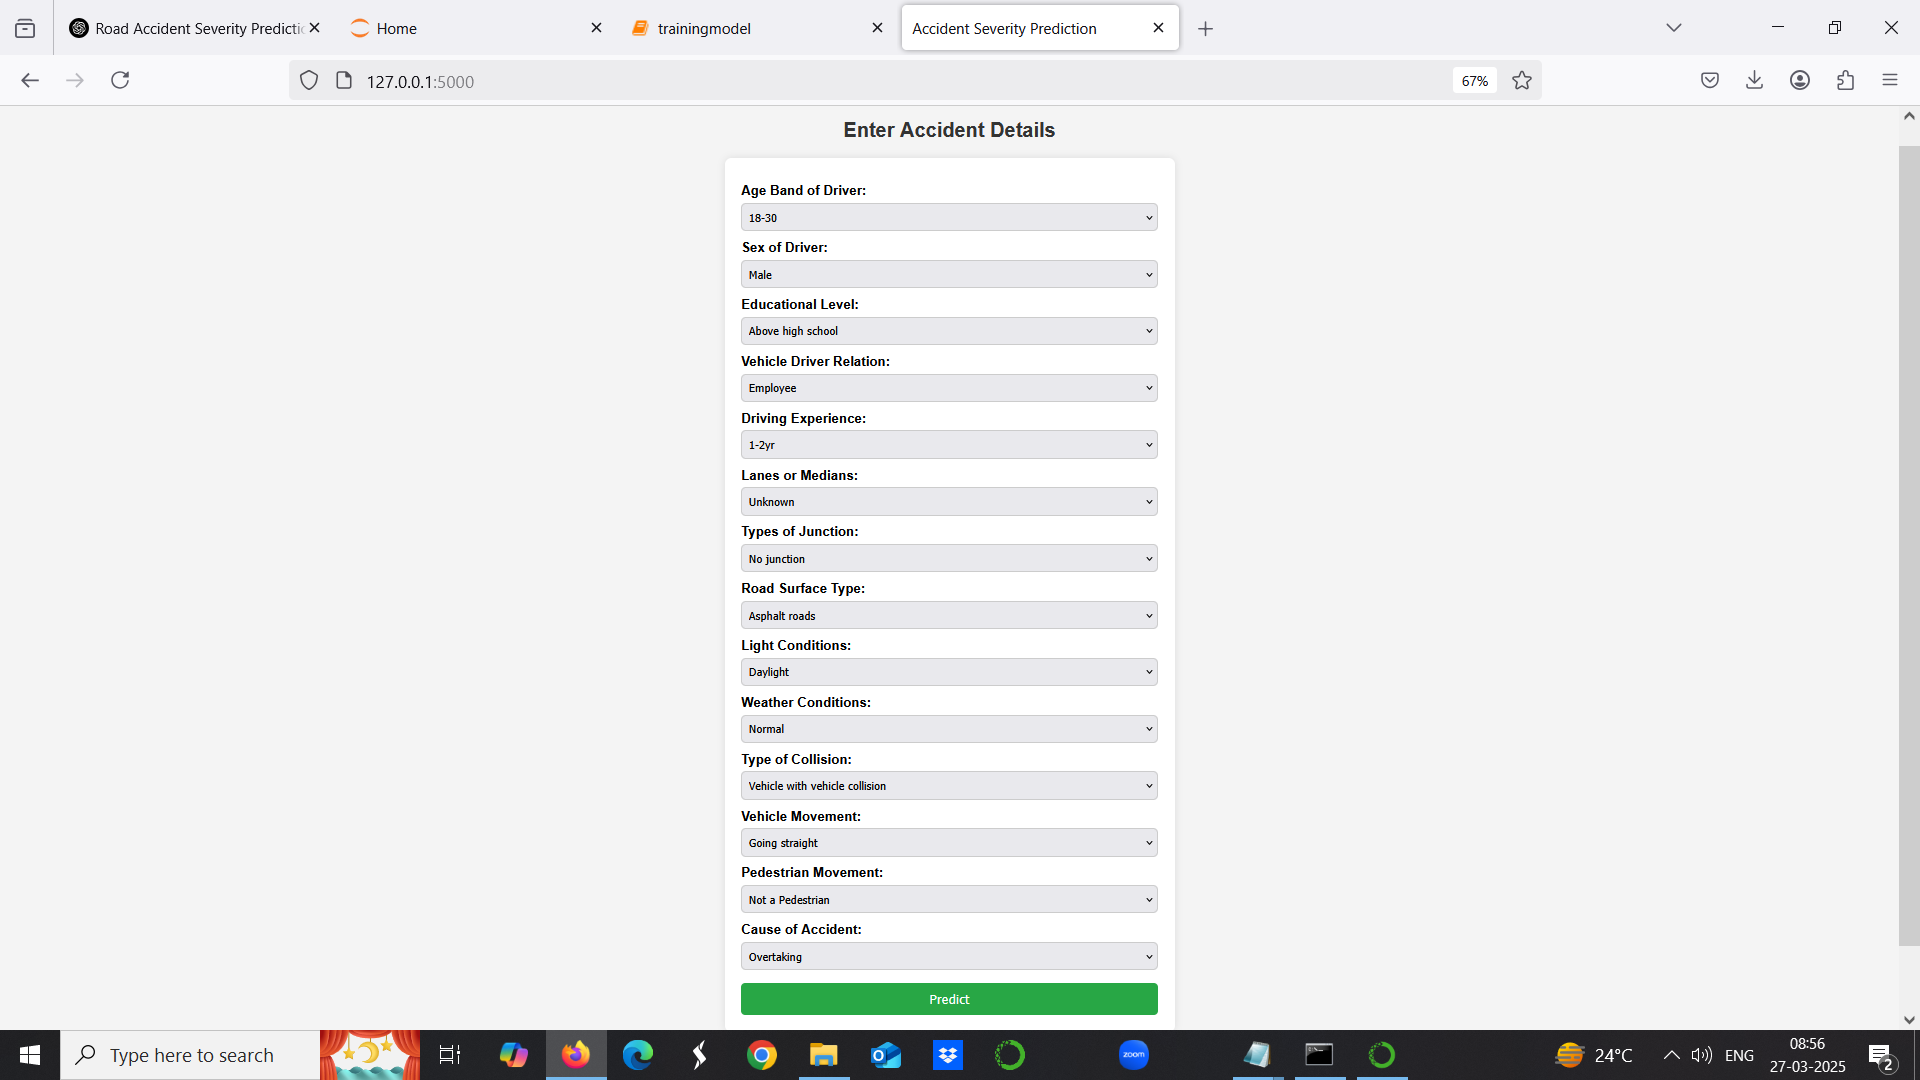 Road Accident Severity Predictic
Home
trainingmodel
Accident Severity Prediction
127.0.0.1:5000
67%
Enter Accident Details
Age Band of Driver:
18-30
Sex of Driver:
Male
Educational Level:
Above high school
Vehicle Driver Relation:
Employee
Driving Experience:
1-2yr
Lanes or Medians:
Unknown
Types of Junction:
No junction
Road Surface Type:
Asphalt roads
Light Conditions:
Daylight
Weather Conditions:
Normal
Type of Collision:
Vehicle with vehicle collision
Vehicle Movement:
Going straight
Pedestrian Movement:
Not a Pedestrian
Cause of Accident:
Overtaking
Predict
Type here to search
zoom
24°C
ENG
08:56
27-03-2025
2